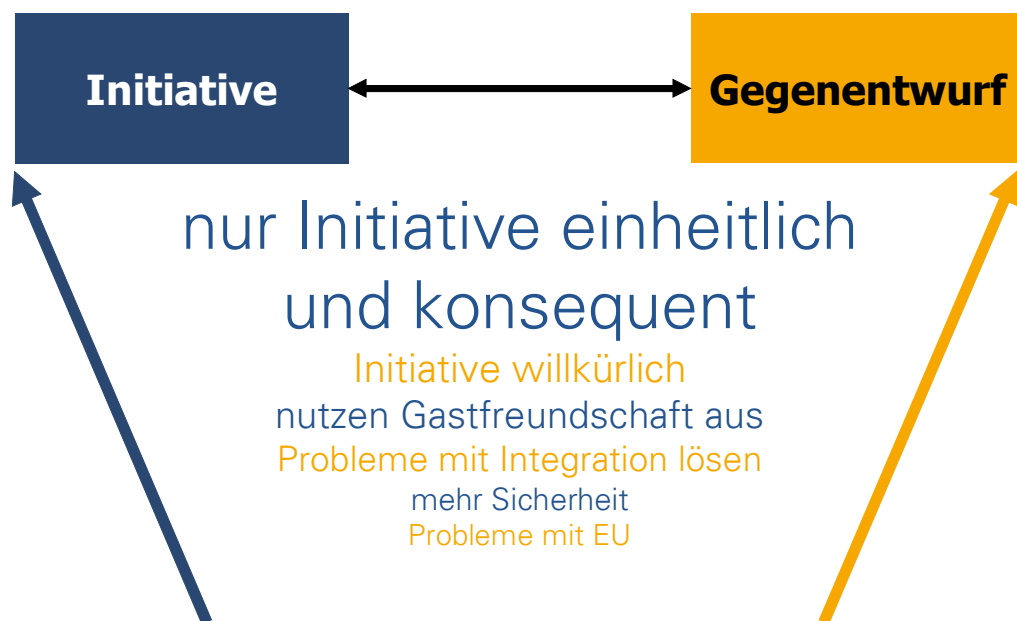 Initiative
Gegenentwurf
nur Initiative einheitlich
und konsequent
Initiative willkürlich
nutzen Gastfreundschaft aus
Probleme mit Integration lösen
mehr Sicherheit
Probleme mit EU